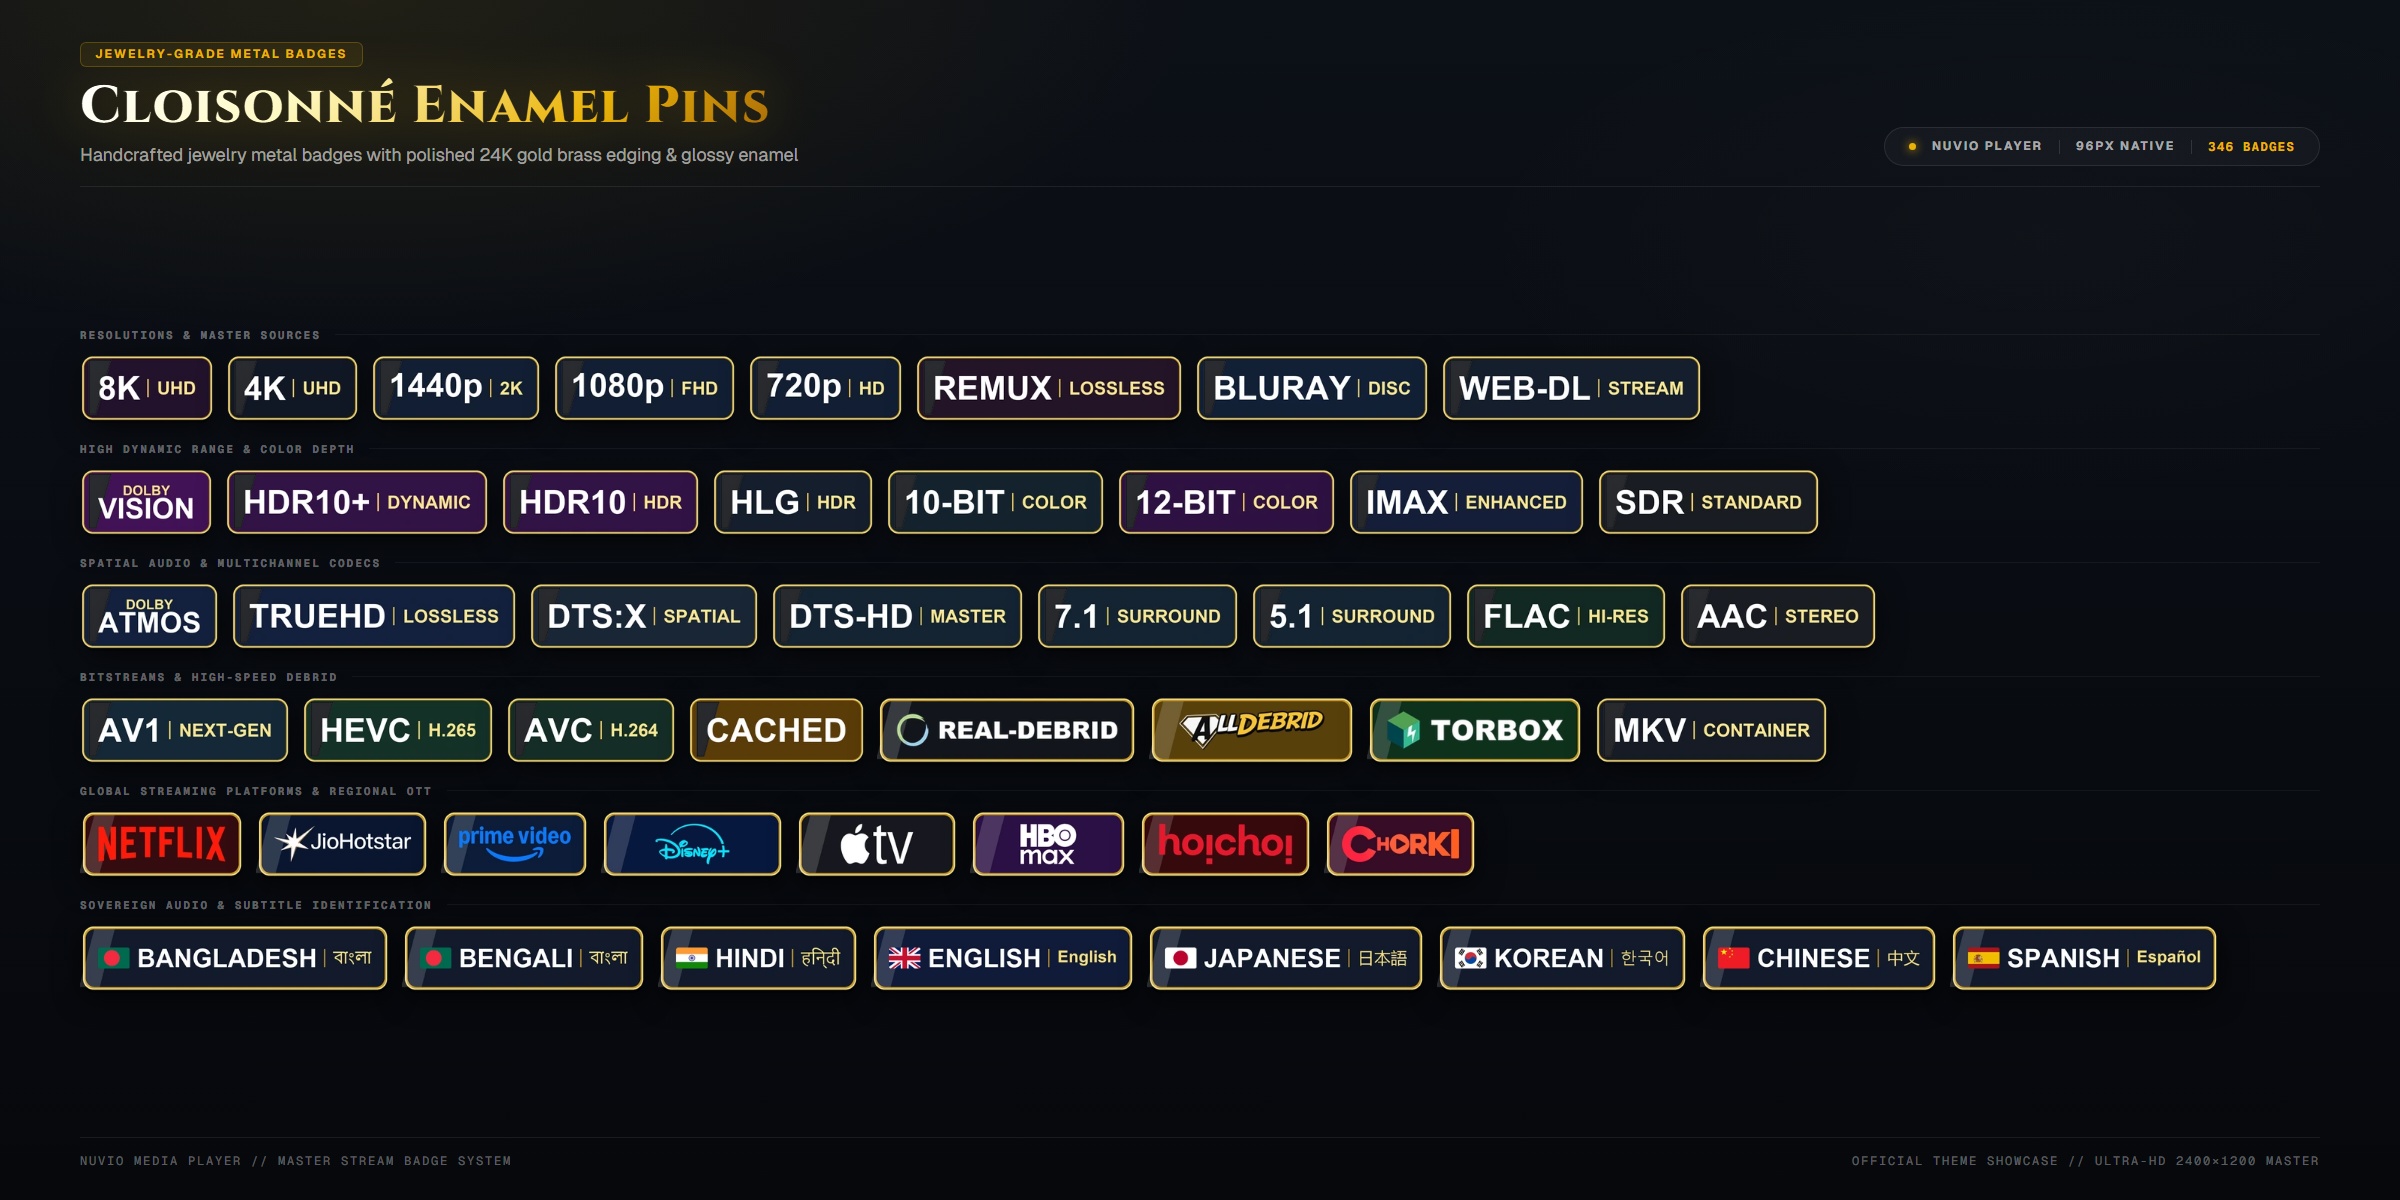 JEWELRY-GRADE METAL BADGES
CLOISONNÉ ENAMEL PINS
Handcrafted jewelry metal badges with polished 24K gold brass edging & glossy enamel
NUVIO PLAYER | 96PX NATIVE | 346 BADGES
RESOLUTIONS & MASTER SOURCES
8K | UHD 4K | UHD 1440p | 2K 1080p | FHD 720p | HD REMUX | LOSSLESS BLURAY | DISC WEB-DL | STREAM
HIGH DYNAMIC RANGE & COLOR DEPTH
DOLBY VISION HDR10+ | DYNAMIC HDR10 | HDR HLG | HDR 10-BIT | COLOR 12-BIT | COLOR IMAX | ENHANCED SDR | STANDARD
SPATIAL AUDIO & MULTICHANNEL CODECS
DOLBY ATMOS TRUEHD | LOSSLESS DTS:X | SPATIAL DTS-HD | MASTER 7.1 | SURROUND 5.1 | SURROUND FLAC | HI-RES AAC | STEREO
BITSTREAMS & HIGH-SPEED DEBRID
AV1 | NEXT-GEN HEVC | H.265 AVC | H.264 CACHED REAL-DEBRID ALLDEBRID TORBOX MKV | CONTAINER
GLOBAL STREAMING PLATFORMS & REGIONAL OTT
NETFLIX JioHotstar prime video Disney+ tv HBO max hoichoi CHORKI
SOVEREIGN AUDIO & SUBTITLE IDENTIFICATION
BANGLADESH | বাংলা BENGALI | বাংলা HINDI | हिन्दी ENGLISH | English JAPANESE | 日本語 KOREAN | 한국어 CHINESE | 中文 SPANISH | Español
NUVIO MEDIA PLAYER // MASTER STREAM BADGE SYSTEM
OFFICIAL THEME SHOWCASE // ULTRA-HD 2400×1200 MASTER